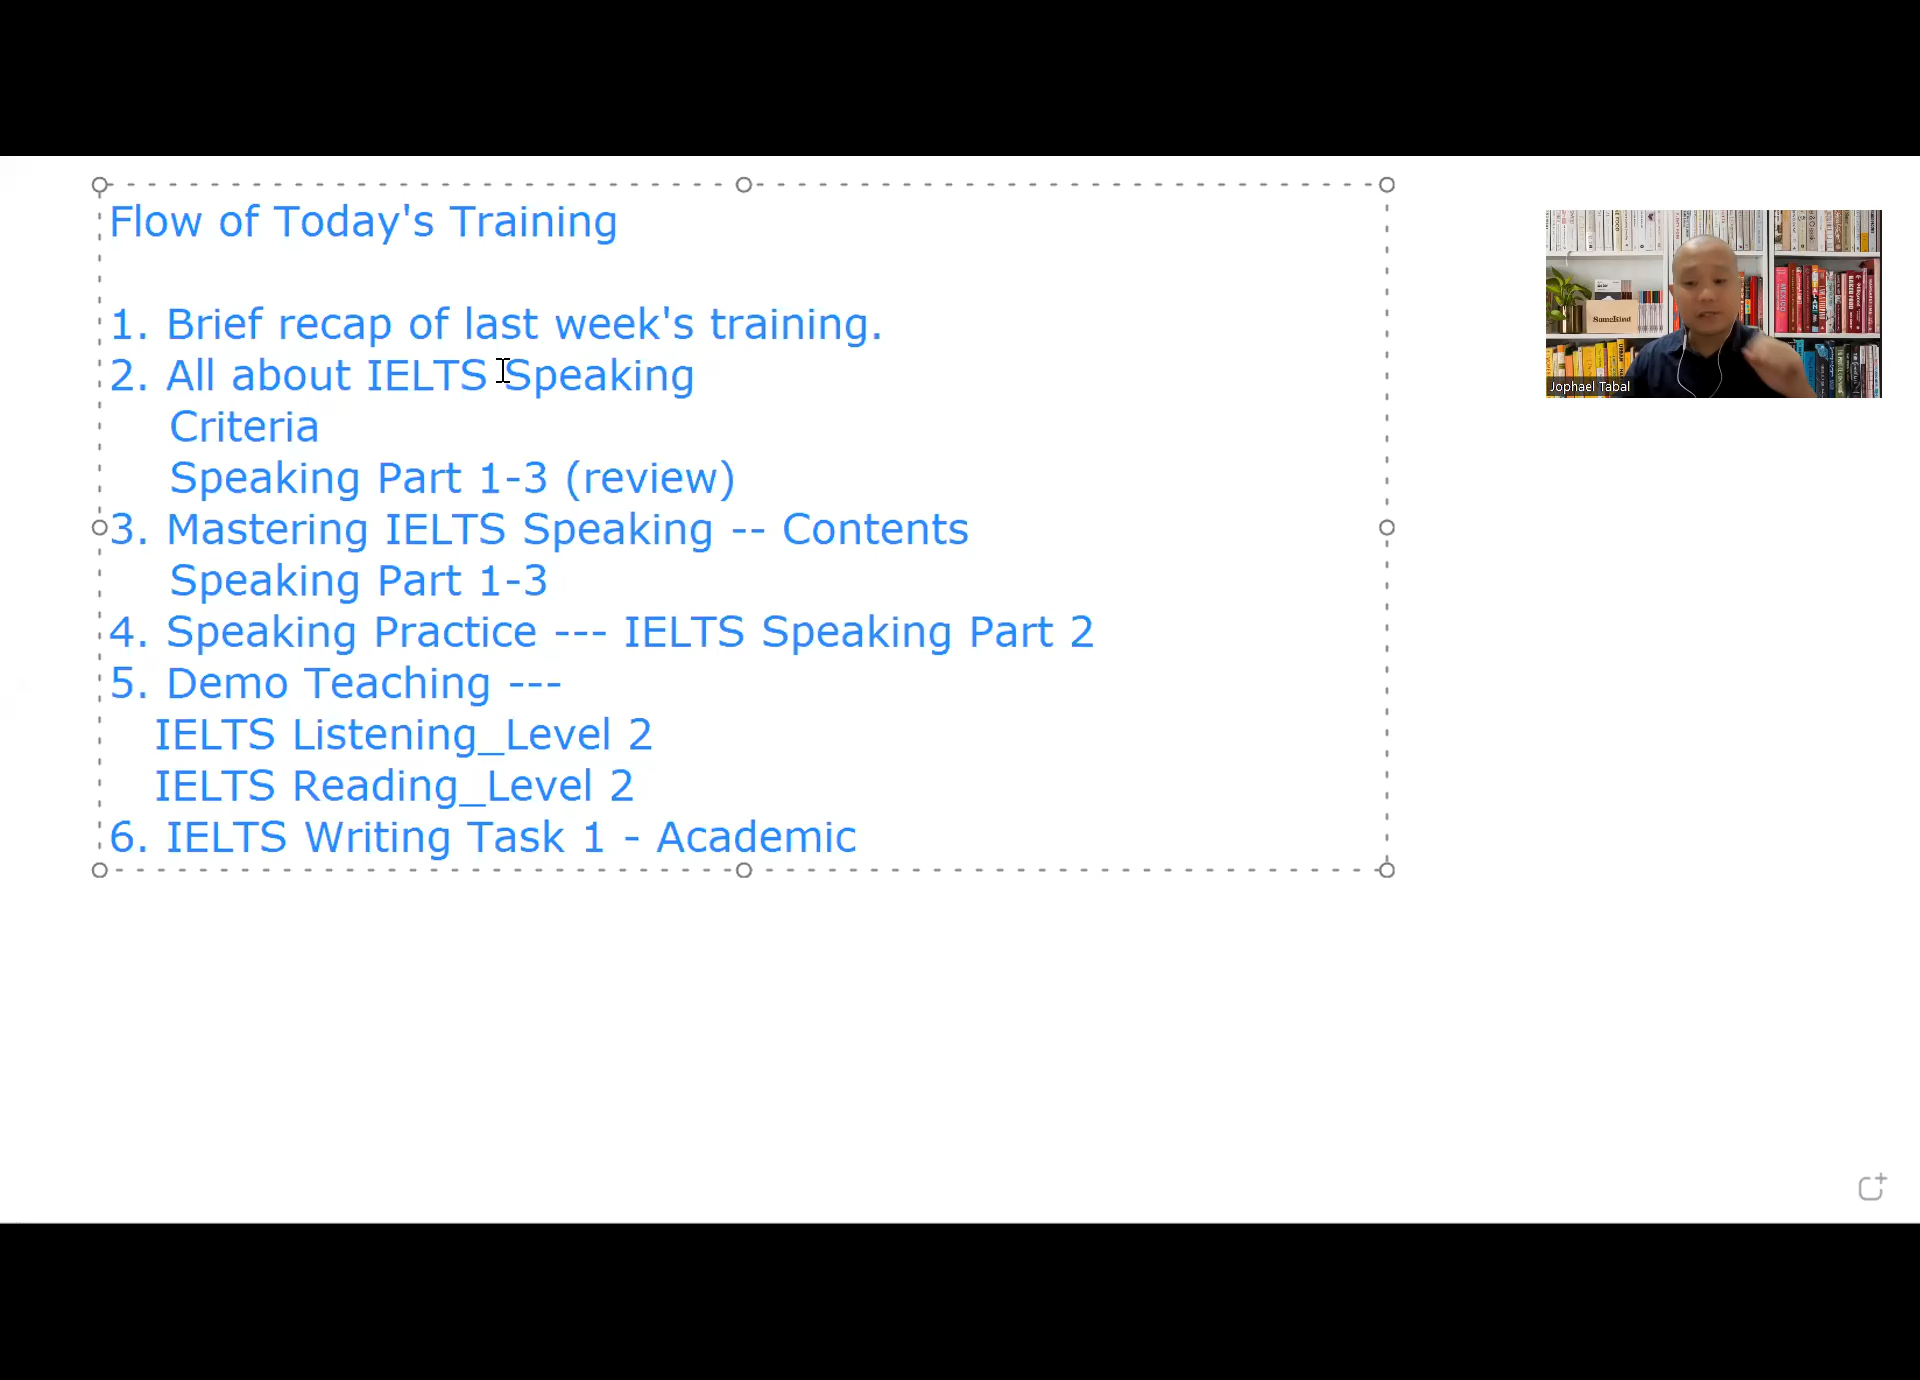 Flow of Today's Training
1. Brief recap of last week's training.
2. All about IELTS Speaking
Criteria
Speaking Part 1-3 (review)
3. Mastering IELTS Speaking -- Contents
Speaking Part 1-3
4. Speaking Practice --- IELTS Speaking Part 2
5. Demo Teaching ---
IELTS Listening_Level 2
IELTS Reading_Level 2
6. IELTS Writing Task 1 - Academic
SomeKind
Jophael Tabal